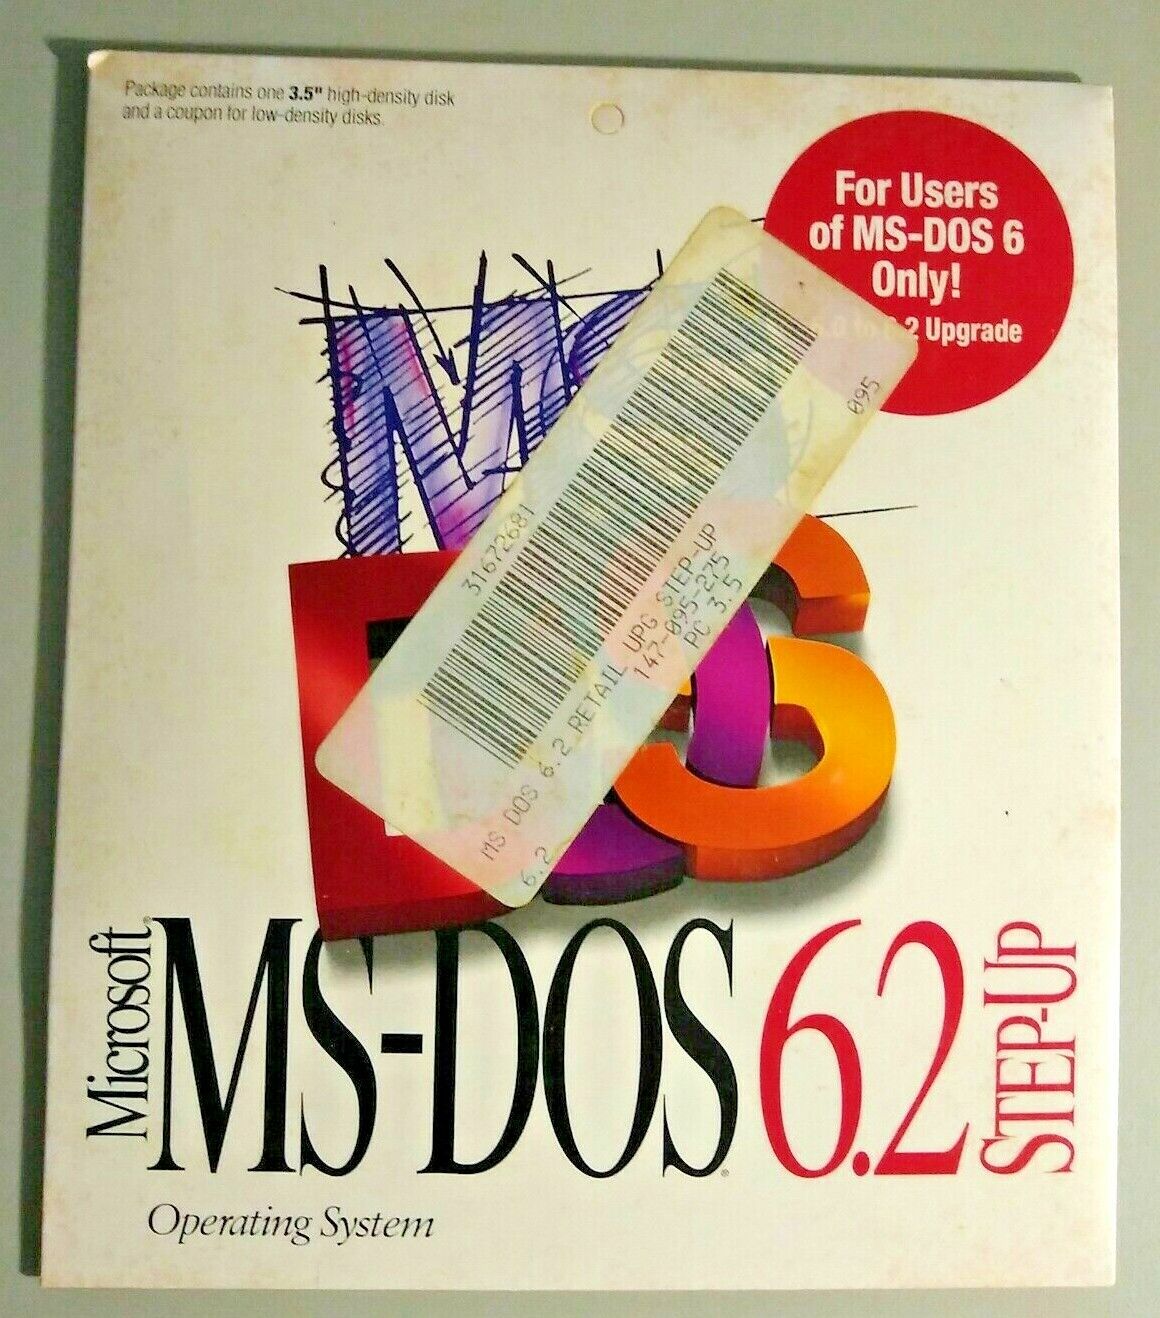 Package contains one 3.5" high-density disk
and a coupon for low-density disks.
For Users
of MS-DOS 6
Only!
.2 Upgrade
095
31672681
MS DOS 6.2 RETAIL UPG STEP-UP
147-095-275
PC 3.5
6.2
Microsoft®
MS-DOS® 6.2
STEP-UP
Operating System